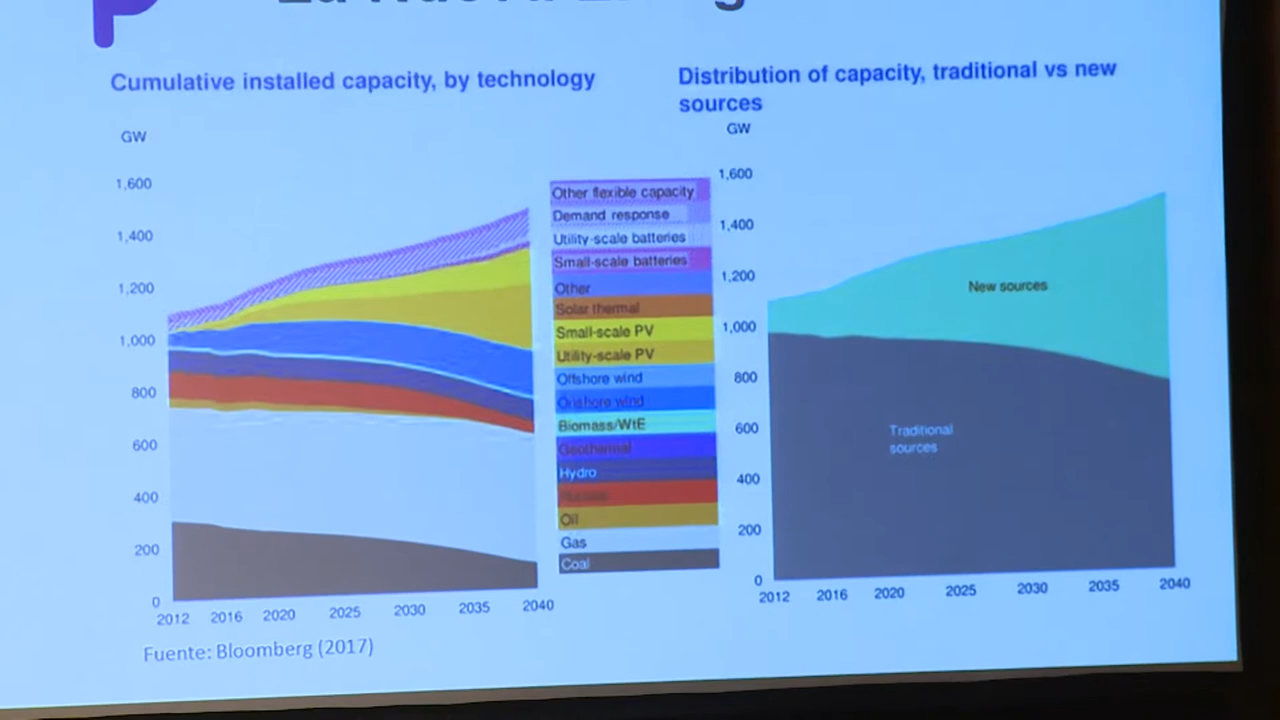 Cumulative installed capacity, by technology
GW
1,600
1,400
1,200
1,000
800
600
400
200
0
2012 2016 2020 2025 2030 2035 2040
Other flexible capacity
Demand response
Utility-scale batteries
Small-scale batteries
Other
Solar thermal
Small-scale PV
Utility-scale PV
Offshore wind
Onshore wind
Biomass/WtE
Geothermal
Hydro
Oil
Gas
Coal
Distribution of capacity, traditional vs new
sources
GW
1,600
1,400
1,200
1,000
800
600
400
200
0
New sources
Traditional
sources
2012 2016 2020 2025 2030 2035 2040
Fuente: Bloomberg (2017)